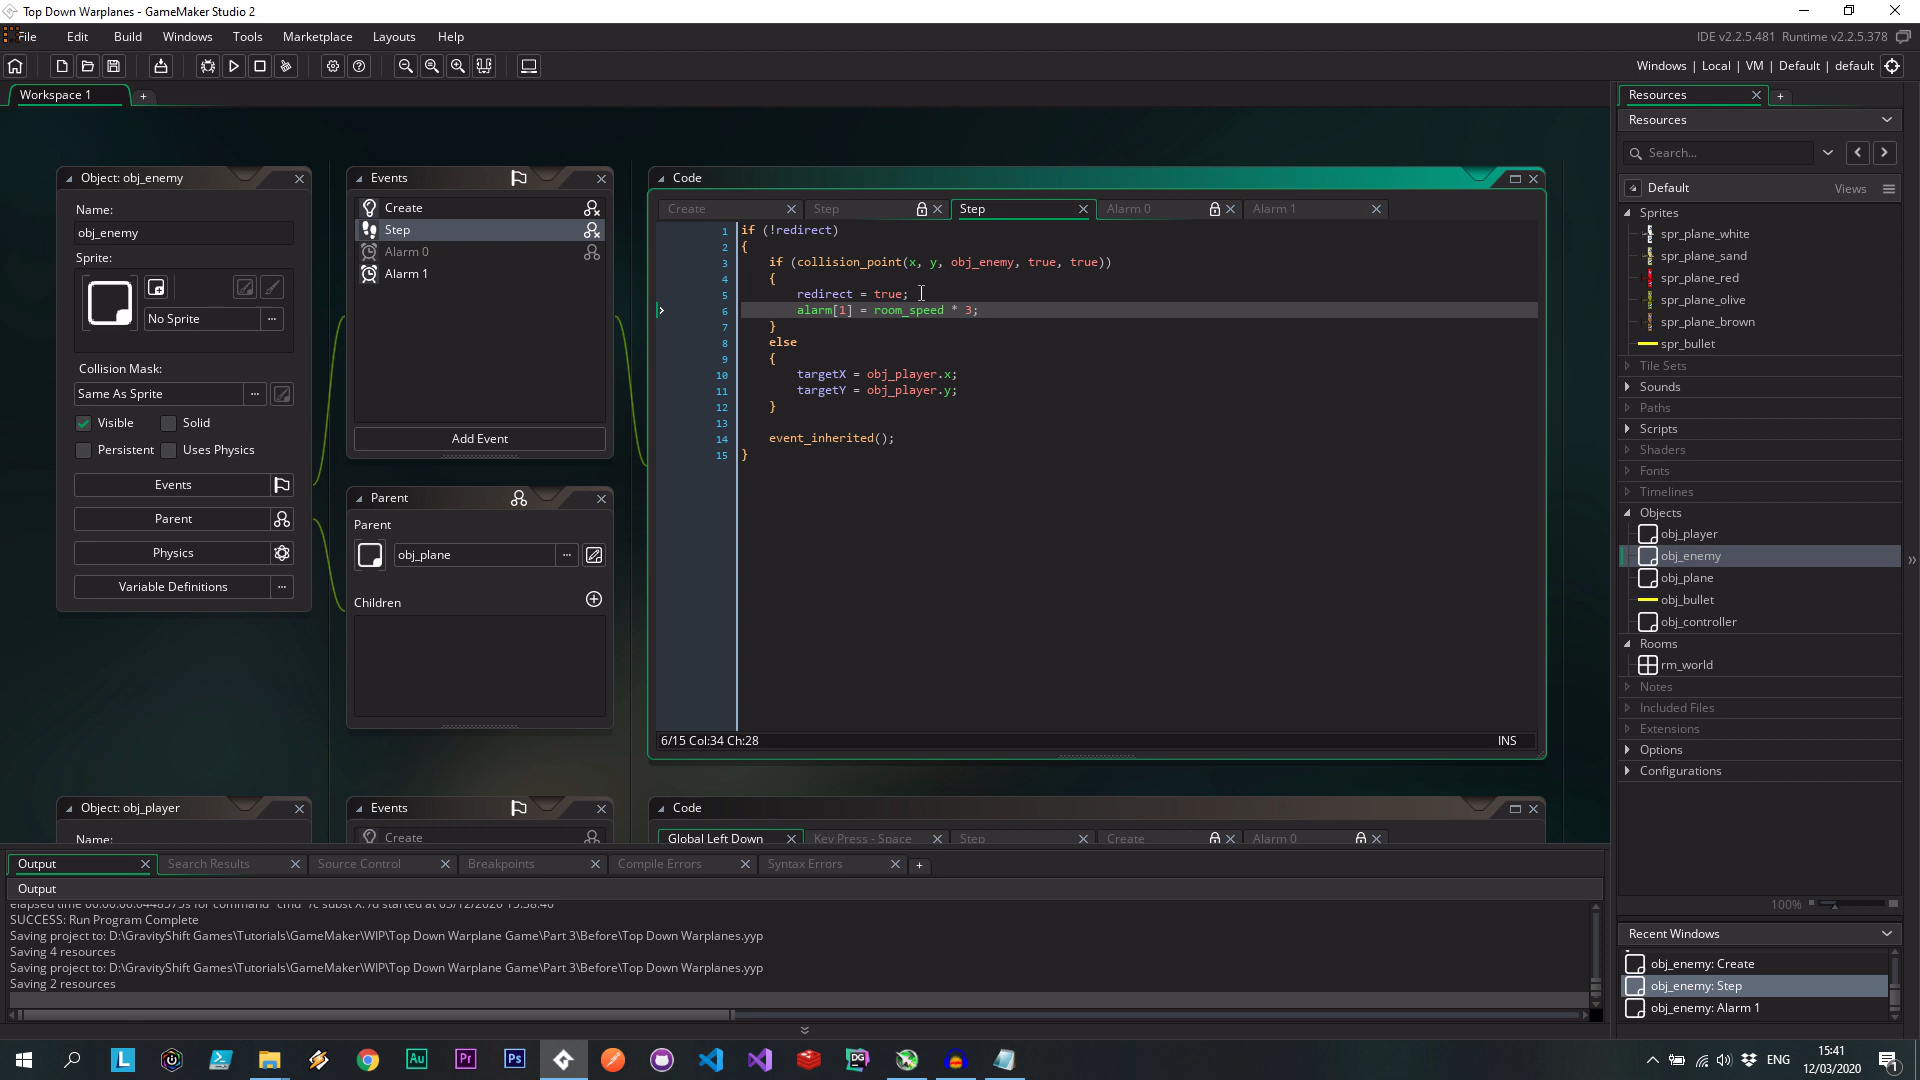 Top Down Warplanes - GameMaker Studio 2
File Edit Build Windows Tools Marketplace Layouts Help
IDE v2.2.5.481 Runtime v2.2.5.378
Windows | Local | VM | Default | default
Workspace 1
Object: obj_enemy
Name:
obj_enemy
Sprite:
No Sprite
Collision Mask:
Same As Sprite
Visible Solid
Persistent Uses Physics
Events
Parent
Physics
Variable Definitions
Events
Create
Step
Alarm 0
Alarm 1
Add Event
Parent
Parent
obj_plane
Children
Code
Create Step Step Alarm 0 Alarm 1
1 if (!redirect)
2 {
3 if (collision_point(x, y, obj_enemy, true, true))
4 {
5 redirect = true;
6 alarm[1] = room_speed * 3;
7 }
8 else
9 {
10 targetX = obj_player.x;
11 targetY = obj_player.y;
12 }
13
14 event_inherited();
15 }
6/15 Col:34 Ch:28 INS
Object: obj_player
Name:
Events
Create
Code
Global Left Down Key Press - Space Step Create Alarm 0
Output Search Results Source Control Breakpoints Compile Errors Syntax Errors
Output
SUCCESS: Run Program Complete
Saving project to: D:\GravityShift Games\Tutorials\GameMaker\WIP\Top Down Warplane Game\Part 3\Before\Top Down Warplanes.yyp
Saving 4 resources
Saving project to: D:\GravityShift Games\Tutorials\GameMaker\WIP\Top Down Warplane Game\Part 3\Before\Top Down Warplanes.yyp
Saving 2 resources
Resources
Resources
Search...
Default Views
Sprites
spr_plane_white
spr_plane_sand
spr_plane_red
spr_plane_olive
spr_plane_brown
spr_bullet
Tile Sets
Sounds
Paths
Scripts
Shaders
Fonts
Timelines
Objects
obj_player
obj_enemy
obj_plane
obj_bullet
obj_controller
Rooms
rm_world
Notes
Included Files
Extensions
Options
Configurations
100%
Recent Windows
obj_enemy: Create
obj_enemy: Step
obj_enemy: Alarm 1
L Au Pr Ps DG
ENG
15:41
12/03/2020
1